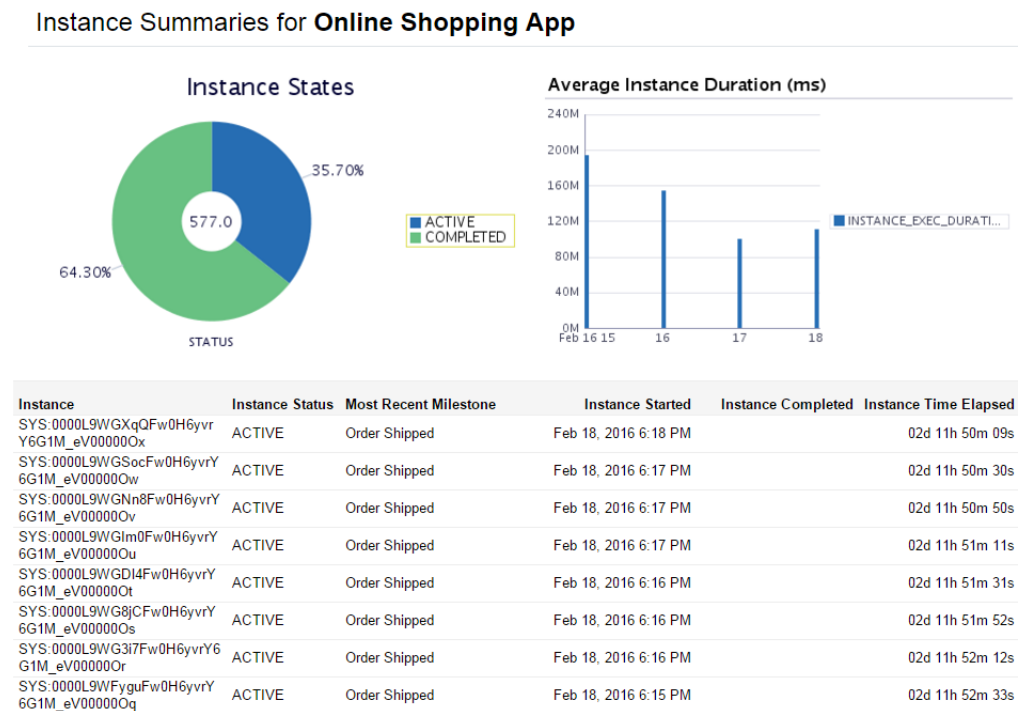 Instance Summaries for Online Shopping App
Instance States
35.70%
577.0
64.30%
STATUS
ACTIVE
COMPLETED
Average Instance Duration (ms)
240M
200M
160M
120M
80M
40M
0M
Feb 16 15 16 17 18
INSTANCE_EXEC_DURATI...
Instance Instance Status Most Recent Milestone Instance Started Instance Completed Instance Time Elapsed
SYS:0000L9WGXqQFw0H6yvr
Y6G1M_eV00000Ox
ACTIVE Order Shipped Feb 18, 2016 6:18 PM 02d 11h 50m 09s
SYS:0000L9WGSocFw0H6yvrY
6G1M_eV00000Ow
ACTIVE Order Shipped Feb 18, 2016 6:17 PM 02d 11h 50m 30s
SYS:0000L9WGNn8Fw0H6yvrY
6G1M_eV00000Ov
ACTIVE Order Shipped Feb 18, 2016 6:17 PM 02d 11h 50m 50s
SYS:0000L9WGIm0Fw0H6yvrY
6G1M_eV00000Ou
ACTIVE Order Shipped Feb 18, 2016 6:17 PM 02d 11h 51m 11s
SYS:0000L9WGDl4Fw0H6yvrY
6G1M_eV00000Ot
ACTIVE Order Shipped Feb 18, 2016 6:16 PM 02d 11h 51m 31s
SYS:0000L9WG8jCFw0H6yvrY
6G1M_eV00000Os
ACTIVE Order Shipped Feb 18, 2016 6:16 PM 02d 11h 51m 52s
SYS:0000L9WG3i7Fw0H6yvrY6
G1M_eV00000Or
ACTIVE Order Shipped Feb 18, 2016 6:16 PM 02d 11h 52m 12s
SYS:0000L9WFyguFw0H6yvrY
6G1M_eV00000Oq
ACTIVE Order Shipped Feb 18, 2016 6:15 PM 02d 11h 52m 33s